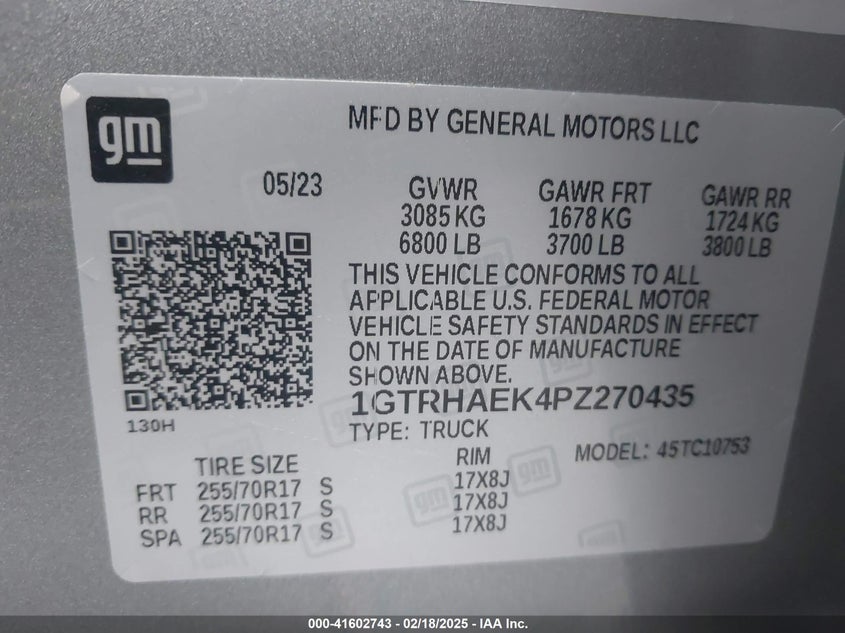 gm
MFD BY GENERAL MOTORS LLC
05/23
GVWR GAWR FRT GAWR RR
3085 KG 1678 KG 1724 KG
6800 LB 3700 LB 3800 LB
THIS VEHICLE CONFORMS TO ALL
APPLICABLE U.S. FEDERAL MOTOR
VEHICLE SAFETY STANDARDS IN EFFECT
ON THE DATE OF MANUFACTURE
SHOWN ABOVE.
1GTRHAEK4PZ270435
130H
TYPE: TRUCK
MODEL: 45TC10753
TIRE SIZE RIM
FRT 255/70R17 S 17X8J
RR 255/70R17 S 17X8J
SPA 255/70R17 S 17X8J
000-41602743 - 02/18/2025 - IAA Inc.